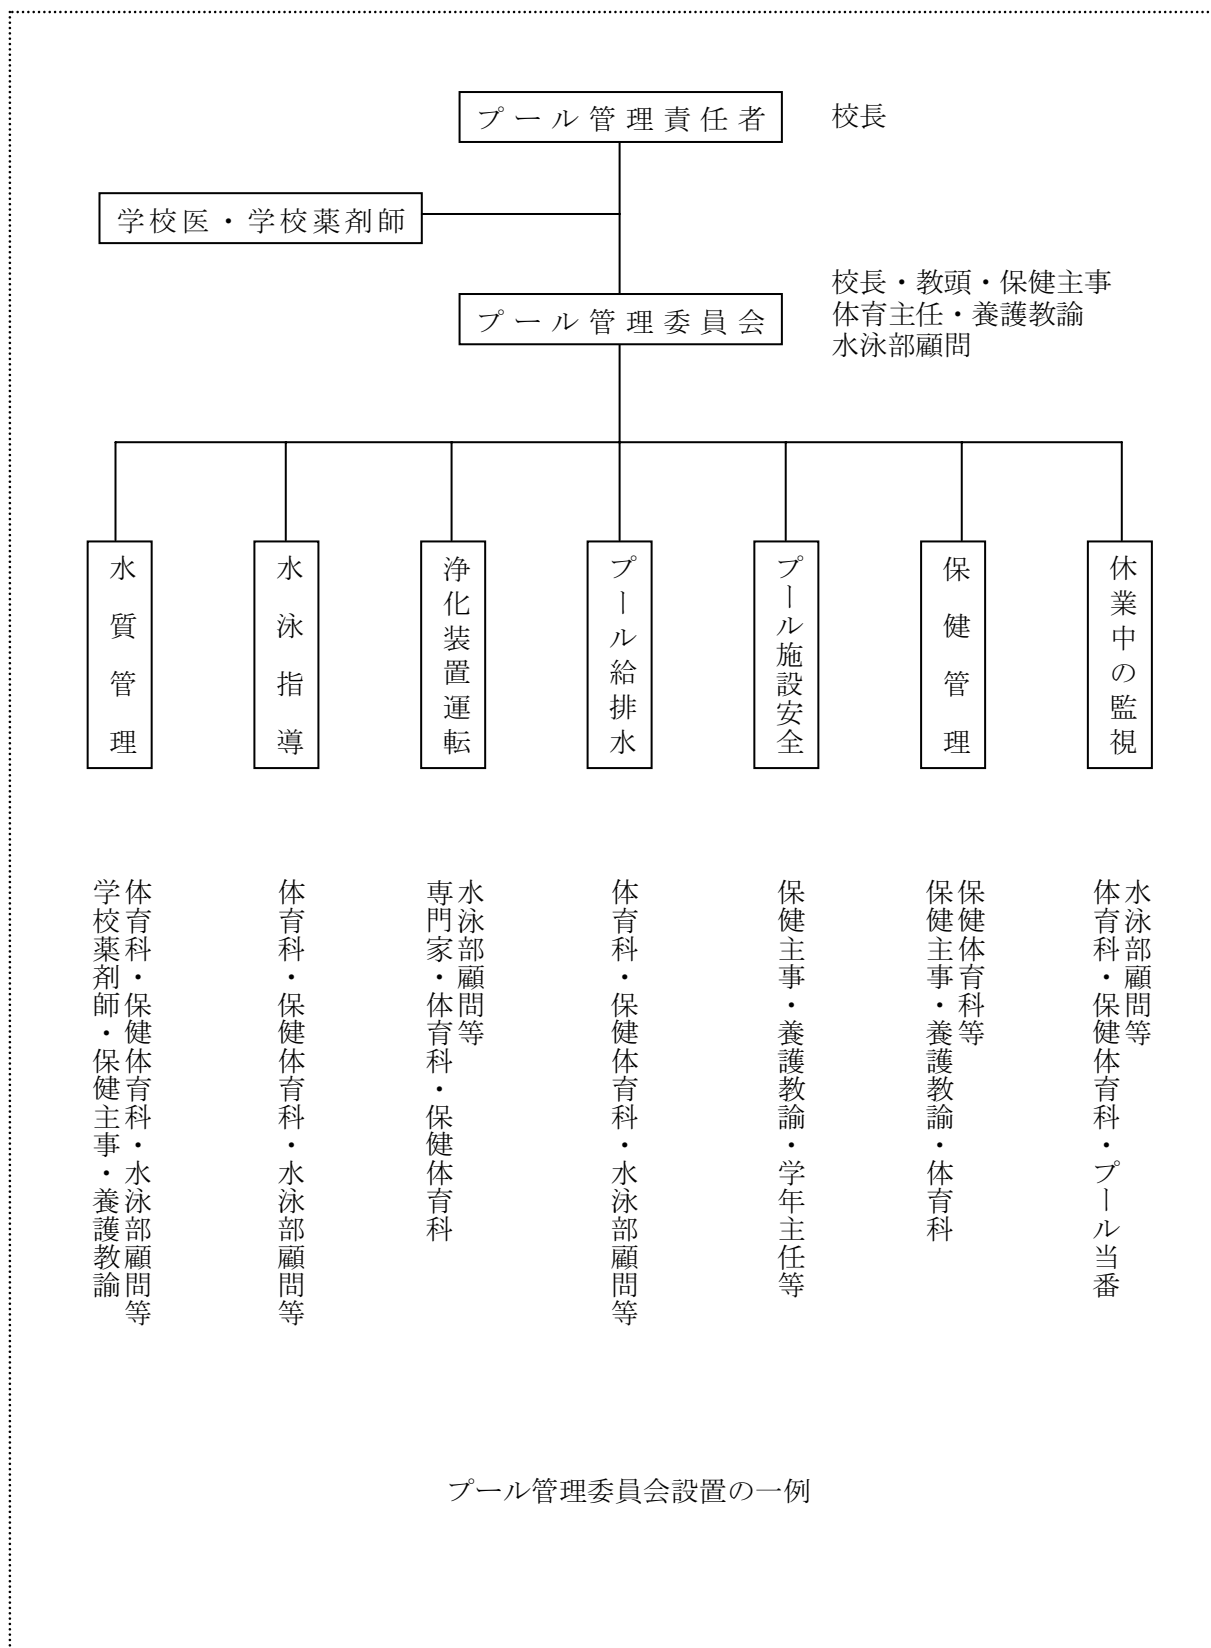 プール管理責任者
校長
学校医・学校薬剤師
プール管理委員会
校長・教頭・保健主事
体育主任・養護教諭
水泳部顧問
水質管理
水泳指導
浄化装置運転
プール給排水
プール施設安全
保健管理
休業中の監視
学校薬剤師・保健主事・養護教諭
体育科・保健体育科・水泳部顧問等
体育科・保健体育科・水泳部顧問等
専門家・体育科・保健体育科
水泳部顧問等
体育科・保健体育科・水泳部顧問等
保健主事・養護教諭・学年主任等
保健主事・養護教諭・体育科
保健体育科等
体育科・保健体育科・プール当番
水泳部顧問等
プール管理委員会設置の一例